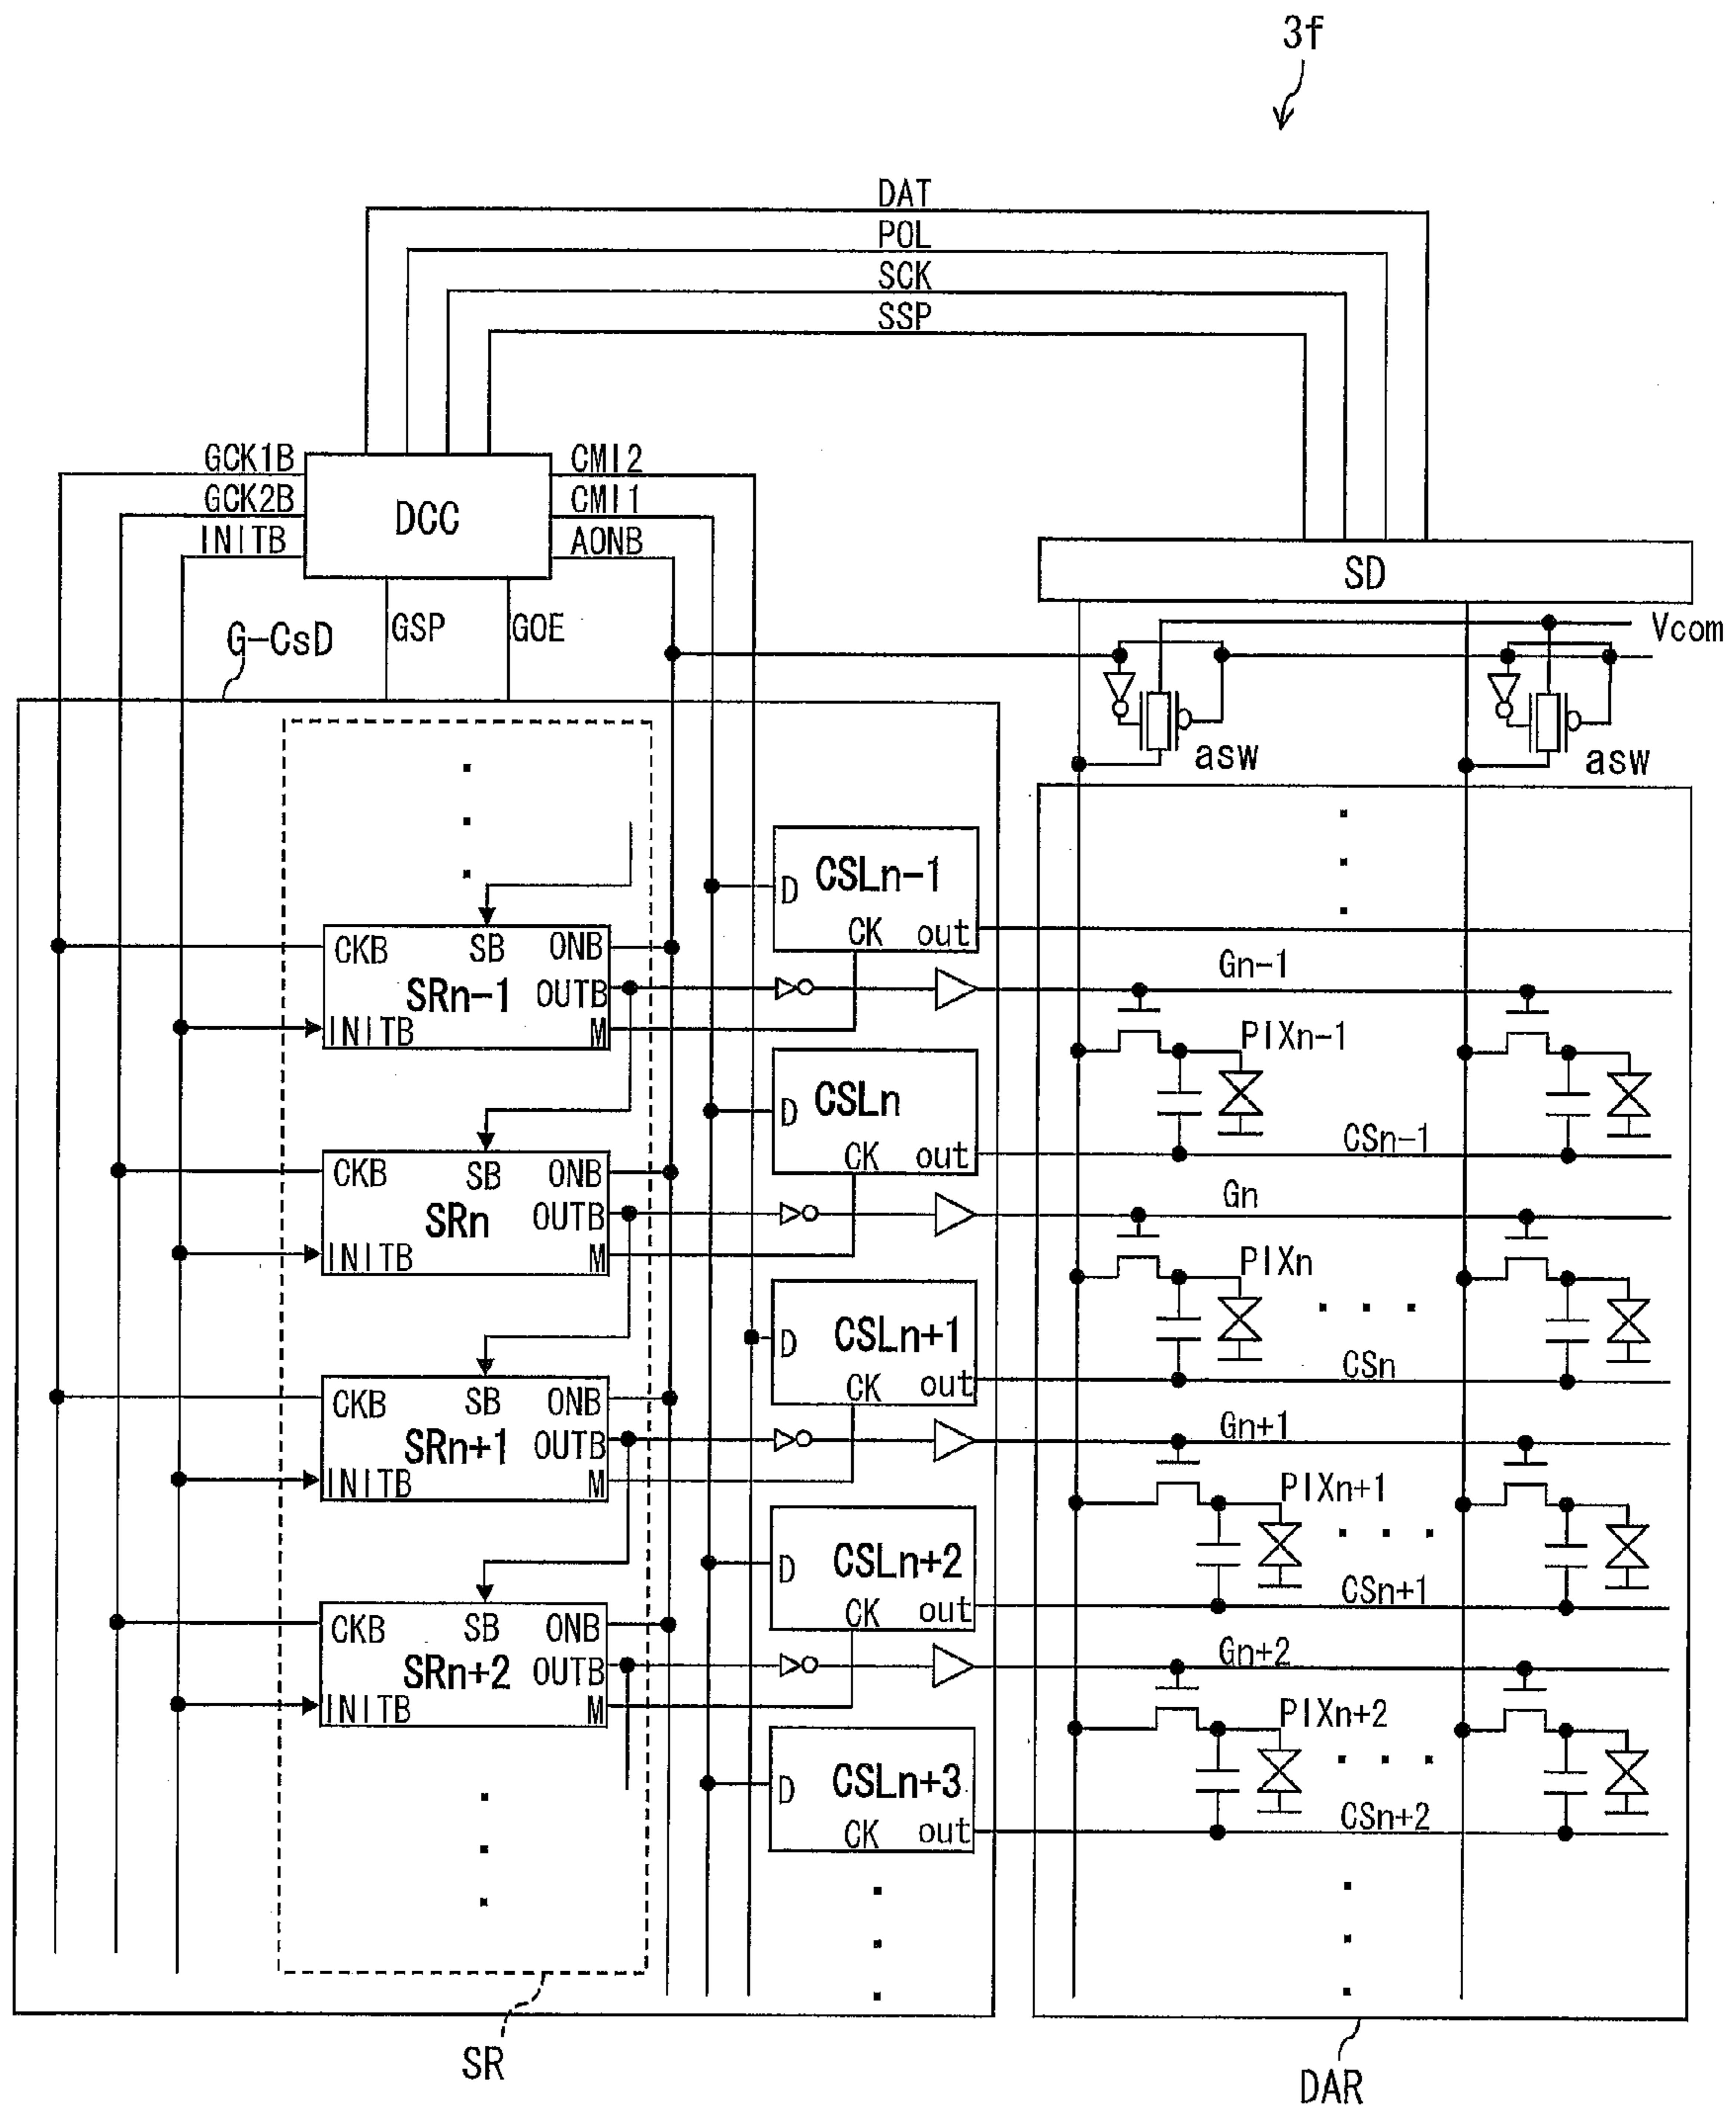 3f
DAT
POL
SCK
SSP
GCK1B
GCK2B
INITB
DCC
CMI2
CMI1
AONB
GSP
GOE
G-CsD
SD
Vcom
asw
asw
CSLn-1
D
CK
out
CKB
SB
ONB
SRn-1
OUTB
INITB
M
Gn-1
PIXn-1
CSn-1
CSLn
D
CK
out
CKB
SB
ONB
SRn
OUTB
INITB
M
Gn
PIXn
CSn
CSLn+1
D
CK
out
CKB
SB
ONB
SRn+1
OUTB
INITB
M
Gn+1
PIXn+1
CSn+1
CSLn+2
D
CK
out
CKB
SB
ONB
SRn+2
OUTB
INITB
M
Gn+2
PIXn+2
CSn+2
CSLn+3
D
CK
out
SR
DAR